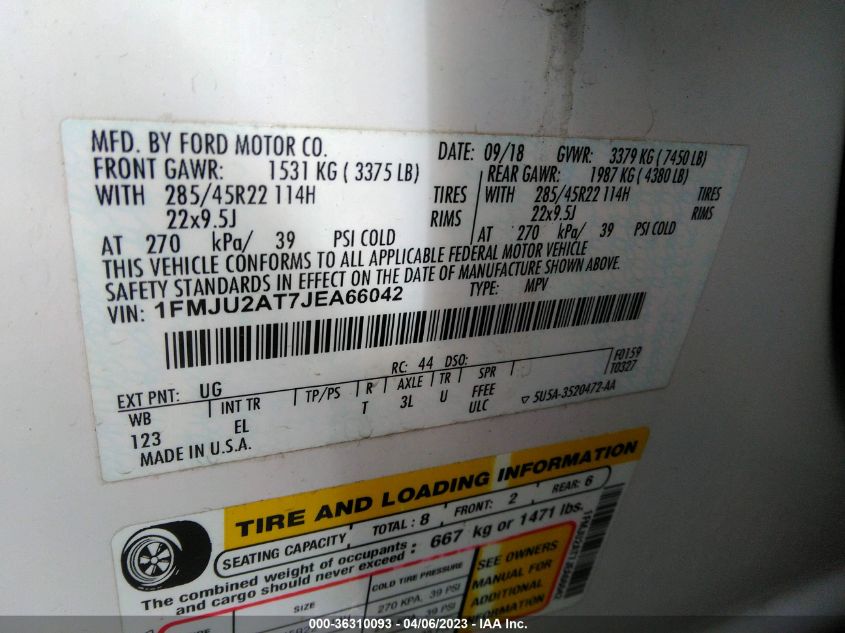 MFD. BY FORD MOTOR CO. DATE: 09/18 GVWR: 3379 KG ( 7450 LB)
FRONT GAWR: 1531 KG ( 3375 LB) REAR GAWR: 1987 KG ( 4380 LB)
WITH 285/45R22 114H TIRES WITH 285/45R22 114H TIRES
22x9.5J RIMS 22x9.5J RIMS
AT 270 kPa/ 39 PSI COLD AT 270 kPa/ 39 PSI COLD
THIS VEHICLE CONFORMS TO ALL APPLICABLE FEDERAL MOTOR VEHICLE
SAFETY STANDARDS IN EFFECT ON THE DATE OF MANUFACTURE SHOWN ABOVE.
VIN: 1FMJU2AT7JEA66042 TYPE: MPV
F0159
T0327
EXT PNT: UG RC: 44 DSO:
WB INT TR TP/PS R AXLE TR SPR
123 EL T 3L U FFEE
ULC
▽ 5U5A-3520472-AA
MADE IN U.S.A.
TIRE AND LOADING INFORMATION
SEATING CAPACITY TOTAL : 8 FRONT: 2 REAR: 6
The combined weight of occupants
and cargo should never exceed : 667 kg or 1471 lbs.
SIZE COLD TIRE PRESSURE
270 KPA, 39 PSI
39 PSI
SEE OWNERS
MANUAL FOR
ADDITIONAL
000-36310093 - 04/06/2023 - IAA Inc.